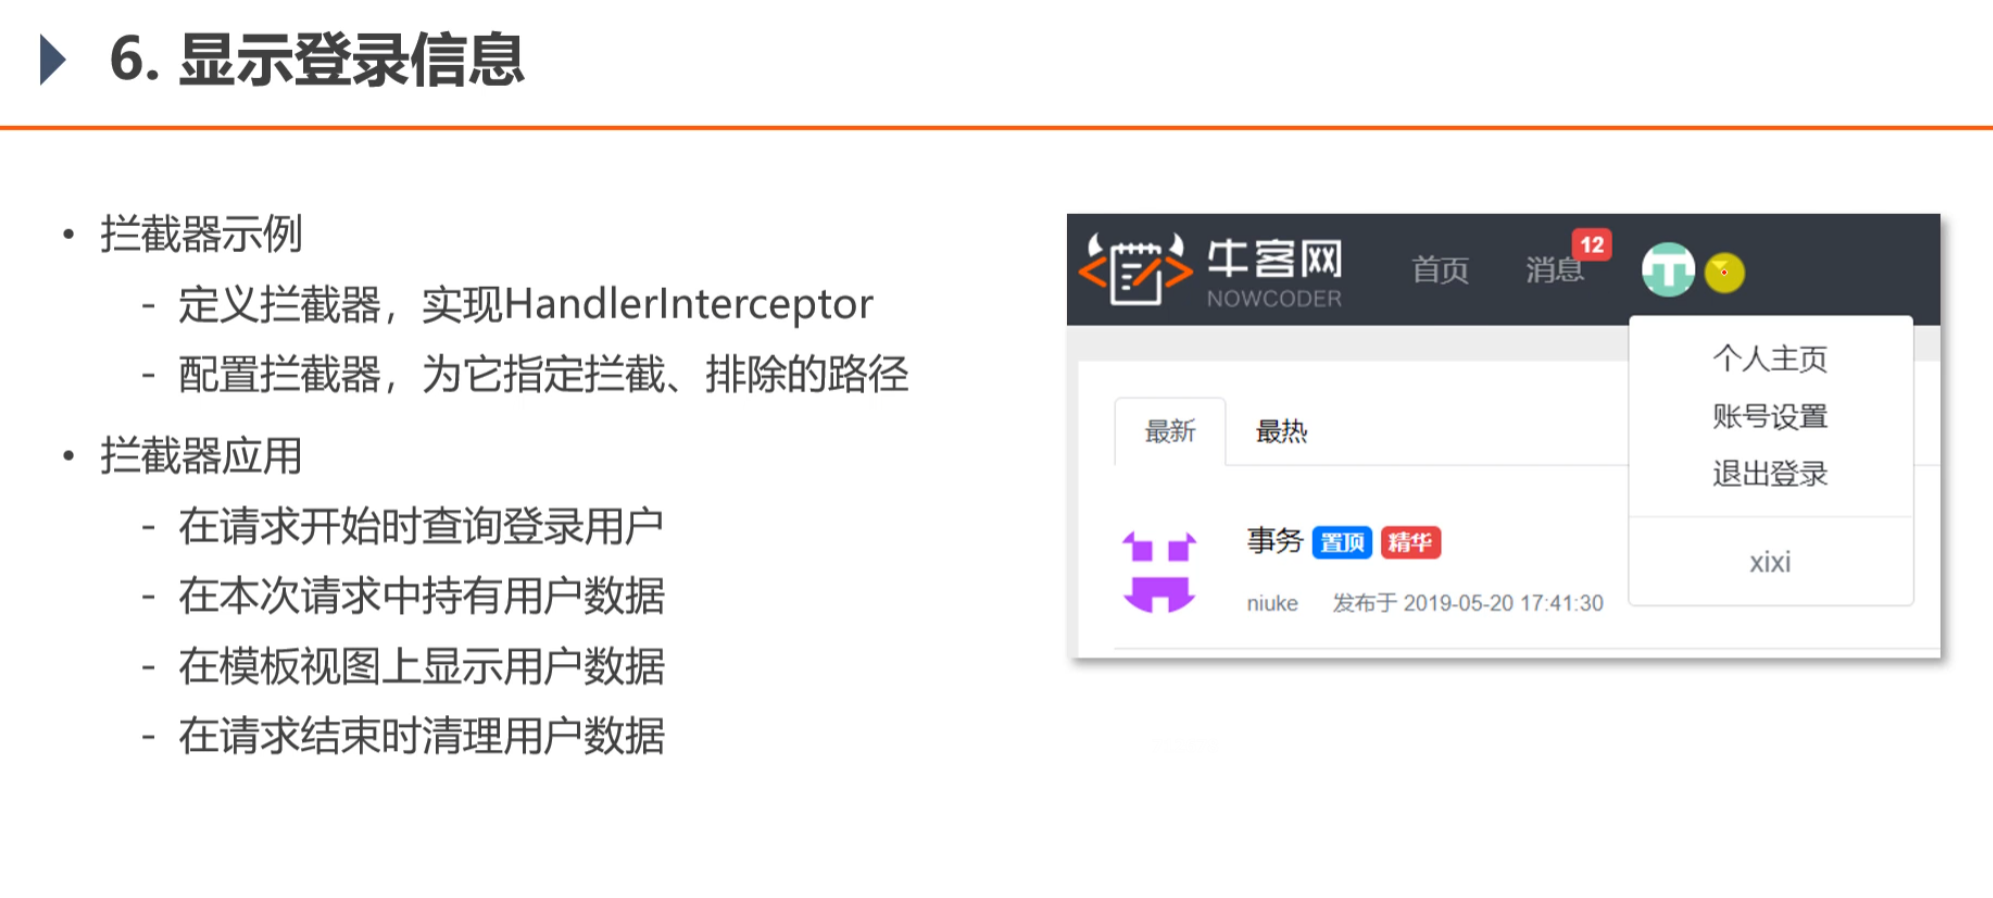 6. 显示登录信息
• 拦截器示例
- 定义拦截器，实现HandlerInterceptor
- 配置拦截器，为它指定拦截、排除的路径
• 拦截器应用
- 在请求开始时查询登录用户
- 在本次请求中持有用户数据
- 在模板视图上显示用户数据
- 在请求结束时清理用户数据
牛客网
NOWCODER
首页 消息 12
个人主页
账号设置
退出登录
xixi
最新 最热
事务 置顶 精华
niuke 发布于 2019-05-20 17:41:30